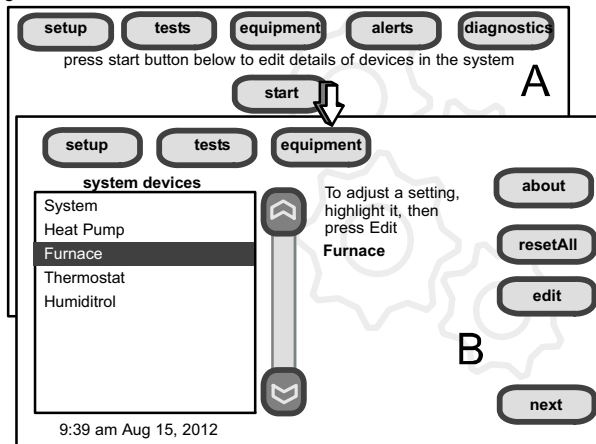 setup tests equipment alerts diagnostics
press start button below to edit details of devices in the system
start
A
setup tests equipment
system devices
System
Heat Pump
Furnace
Thermostat
Humiditrol
To adjust a setting,
highlight it, then
press Edit
Furnace
about
resetAll
edit
B
next
9:39 am Aug 15, 2012